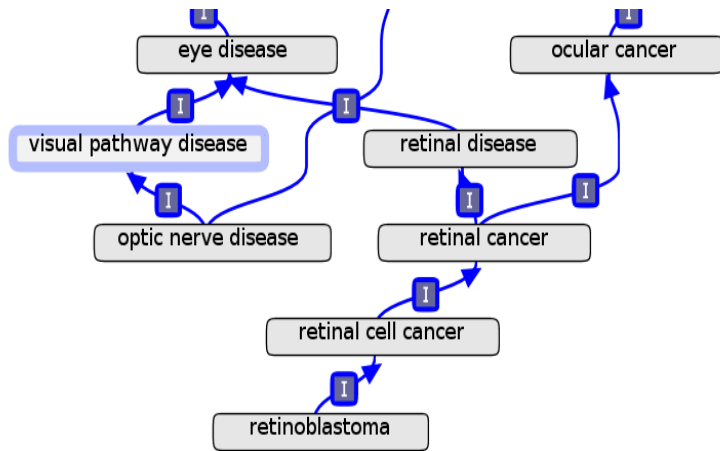 I
I
eye disease
ocular cancer
I
I
visual pathway disease
retinal disease
I
I
I
optic nerve disease
retinal cancer
I
retinal cell cancer
I
retinoblastoma